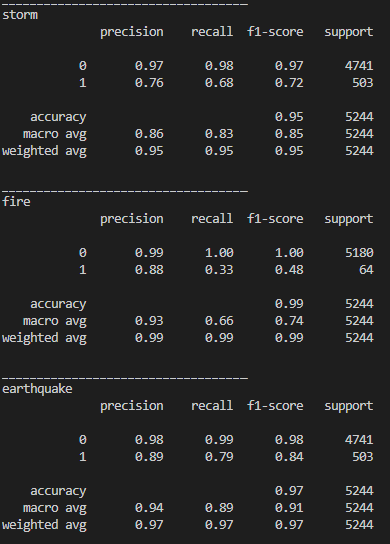 ___________________________________
storm
precision recall f1-score support
0 0.97 0.98 0.97 4741
1 0.76 0.68 0.72 503
accuracy 0.95 5244
macro avg 0.86 0.83 0.85 5244
weighted avg 0.95 0.95 0.95 5244
___________________________________
fire
precision recall f1-score support
0 0.99 1.00 1.00 5180
1 0.88 0.33 0.48 64
accuracy 0.99 5244
macro avg 0.93 0.66 0.74 5244
weighted avg 0.99 0.99 0.99 5244
___________________________________
earthquake
precision recall f1-score support
0 0.98 0.99 0.98 4741
1 0.89 0.79 0.84 503
accuracy 0.97 5244
macro avg 0.94 0.89 0.91 5244
weighted avg 0.97 0.97 0.97 5244